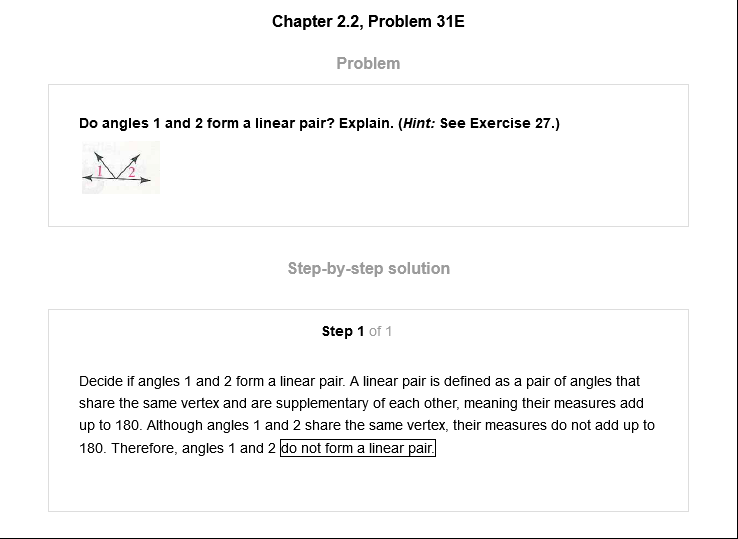 Chapter 2.2, Problem 31E
Problem
Do angles 1 and 2 form a linear pair? Explain. (Hint: See Exercise 27.)
1 2
Step-by-step solution
Step 1 of 1
Decide if angles 1 and 2 form a linear pair. A linear pair is defined as a pair of angles that
share the same vertex and are supplementary of each other, meaning their measures add
up to 180. Although angles 1 and 2 share the same vertex, their measures do not add up to
180. Therefore, angles 1 and 2 do not form a linear pair.